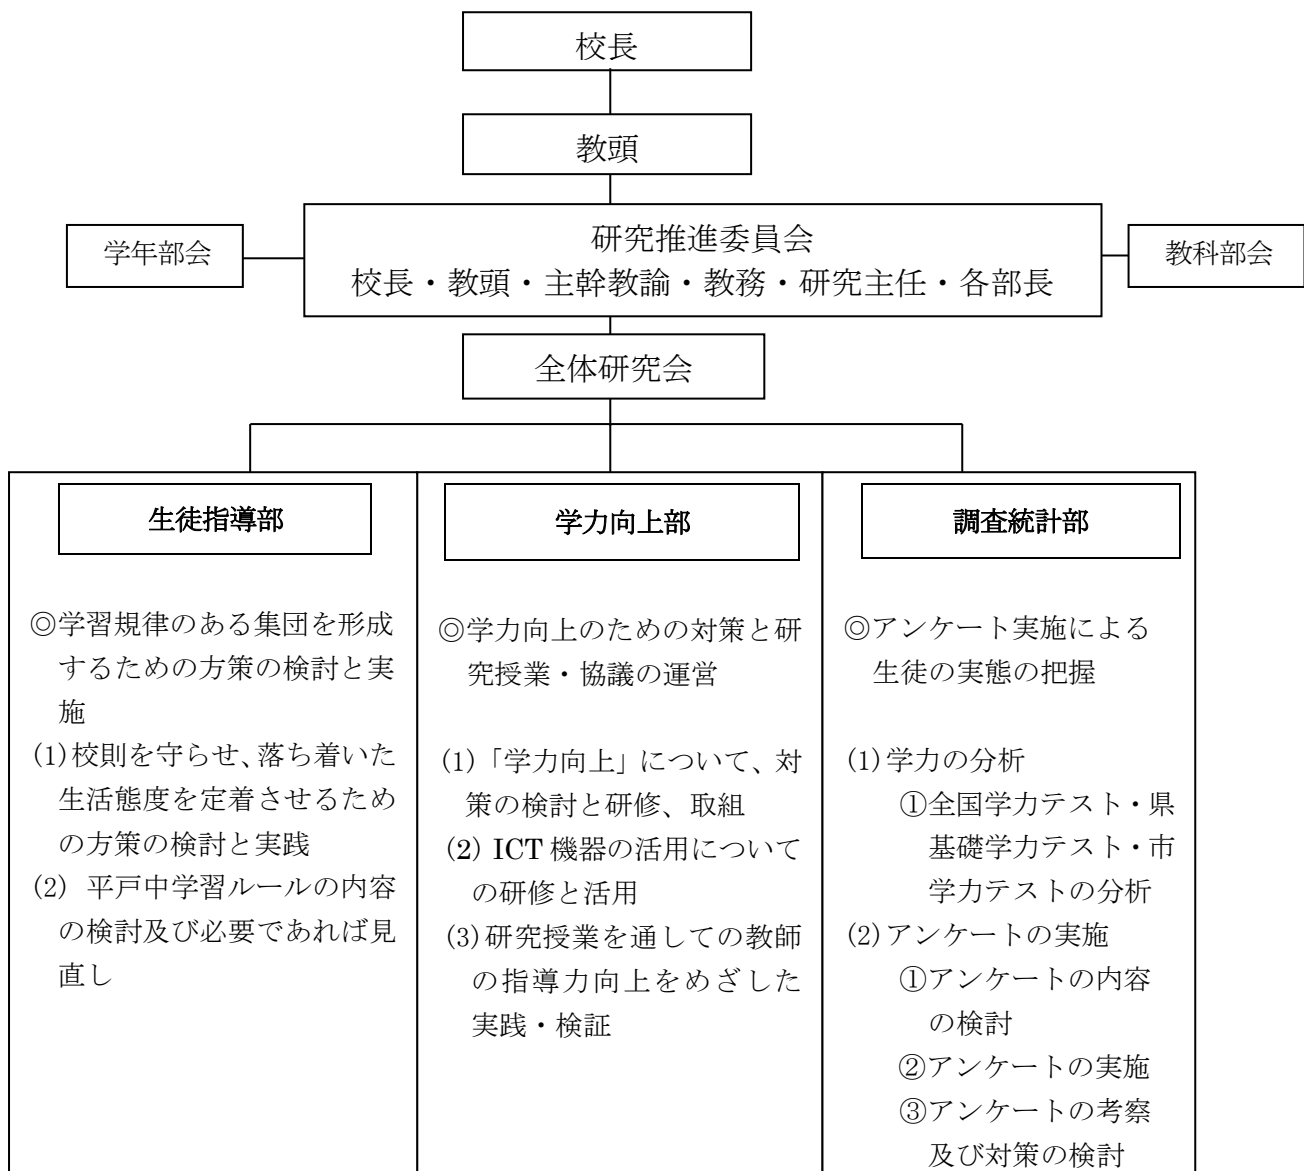 校長
教頭
学年部会
研究推進委員会
校長・教頭・主幹教諭・教務・研究主任・各部長
教科部会
全体研究会
生徒指導部
◎学習規律のある集団を形成
するための方策の検討と実
施
(1)校則を守らせ、落ち着いた
生活態度を定着させるため
の方策の検討と実践
(2) 平戸中学習ルールの内容
の検討及び必要であれば見
直し
学力向上部
◎学力向上のための対策と研
究授業・協議の運営
(1)「学力向上」について、対
策の検討と研修、取組
(2) ICT 機器の活用について
の研修と活用
(3)研究授業を通しての教師
の指導力向上をめざした
実践・検証
調査統計部
◎アンケート実施による
生徒の実態の把握
(1)学力の分析
①全国学力テスト・県
基礎学力テスト・市
学力テストの分析
(2)アンケートの実施
①アンケートの内容
の検討
②アンケートの実施
③アンケートの考察
及び対策の検討